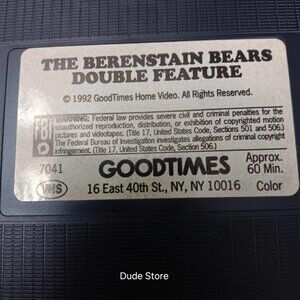 THE BERENSTAIN BEARS
DOUBLE FEATURE
© 1992 GoodTimes Home Video. All Rights Reserved.
FBI
WARNING: Federal law provides severe civil and criminal penalties for the
unauthorized reproduction, distribution, or exhibition of copyrighted motion
pictures and videotapes. (Title 17, United States Code, Sections 501 and 506.)
The Federal Bureau of Investigation investigates allegations of criminal copyright
infringement. (Title 17, United States Code, Section 506.)
7041 GOODTIMES Approx.
60 Min.
VHS 16 East 40th St., NY, NY 10016 Color
Dude Store